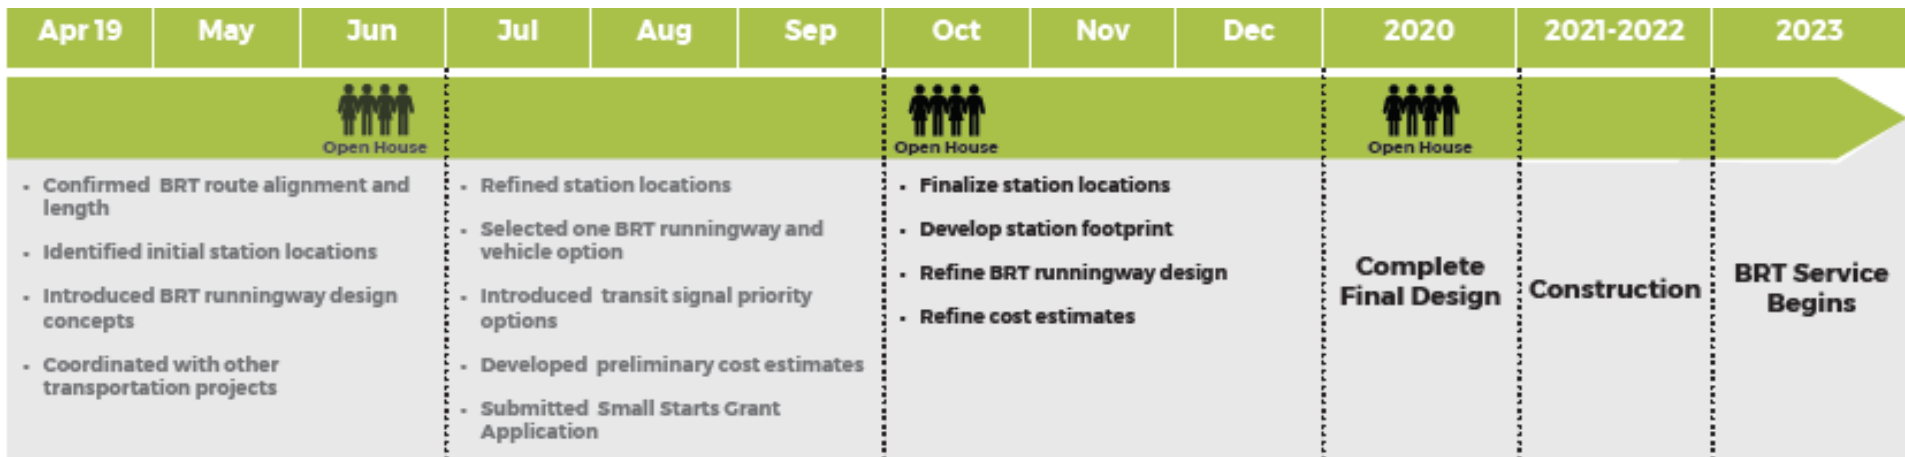 Apr 19 May Jun Jul Aug Sep Oct Nov Dec 2020 2021-2022 2023
Open House Open House Open House
• Confirmed BRT route alignment and
length
• Identified initial station locations
• Introduced BRT runningway design
concepts
• Coordinated with other
transportation projects
• Refined station locations
• Selected one BRT runningway and
vehicle option
• Introduced transit signal priority
options
• Developed preliminary cost estimates
• Submitted Small Starts Grant
Application
• Finalize station locations
• Develop station footprint
• Refine BRT runningway design
• Refine cost estimates
Complete
Final Design
Construction
BRT Service
Begins